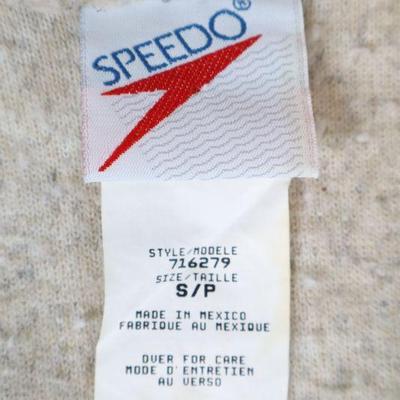 SPEEDO®
STYLE/MODELE
716279
SIZE/TAILLE
S/P
MADE IN MEXICO
FABRIQUE AU MEXIQUE
OVER FOR CARE
MODE D'ENTRETIEN
AU VERSO